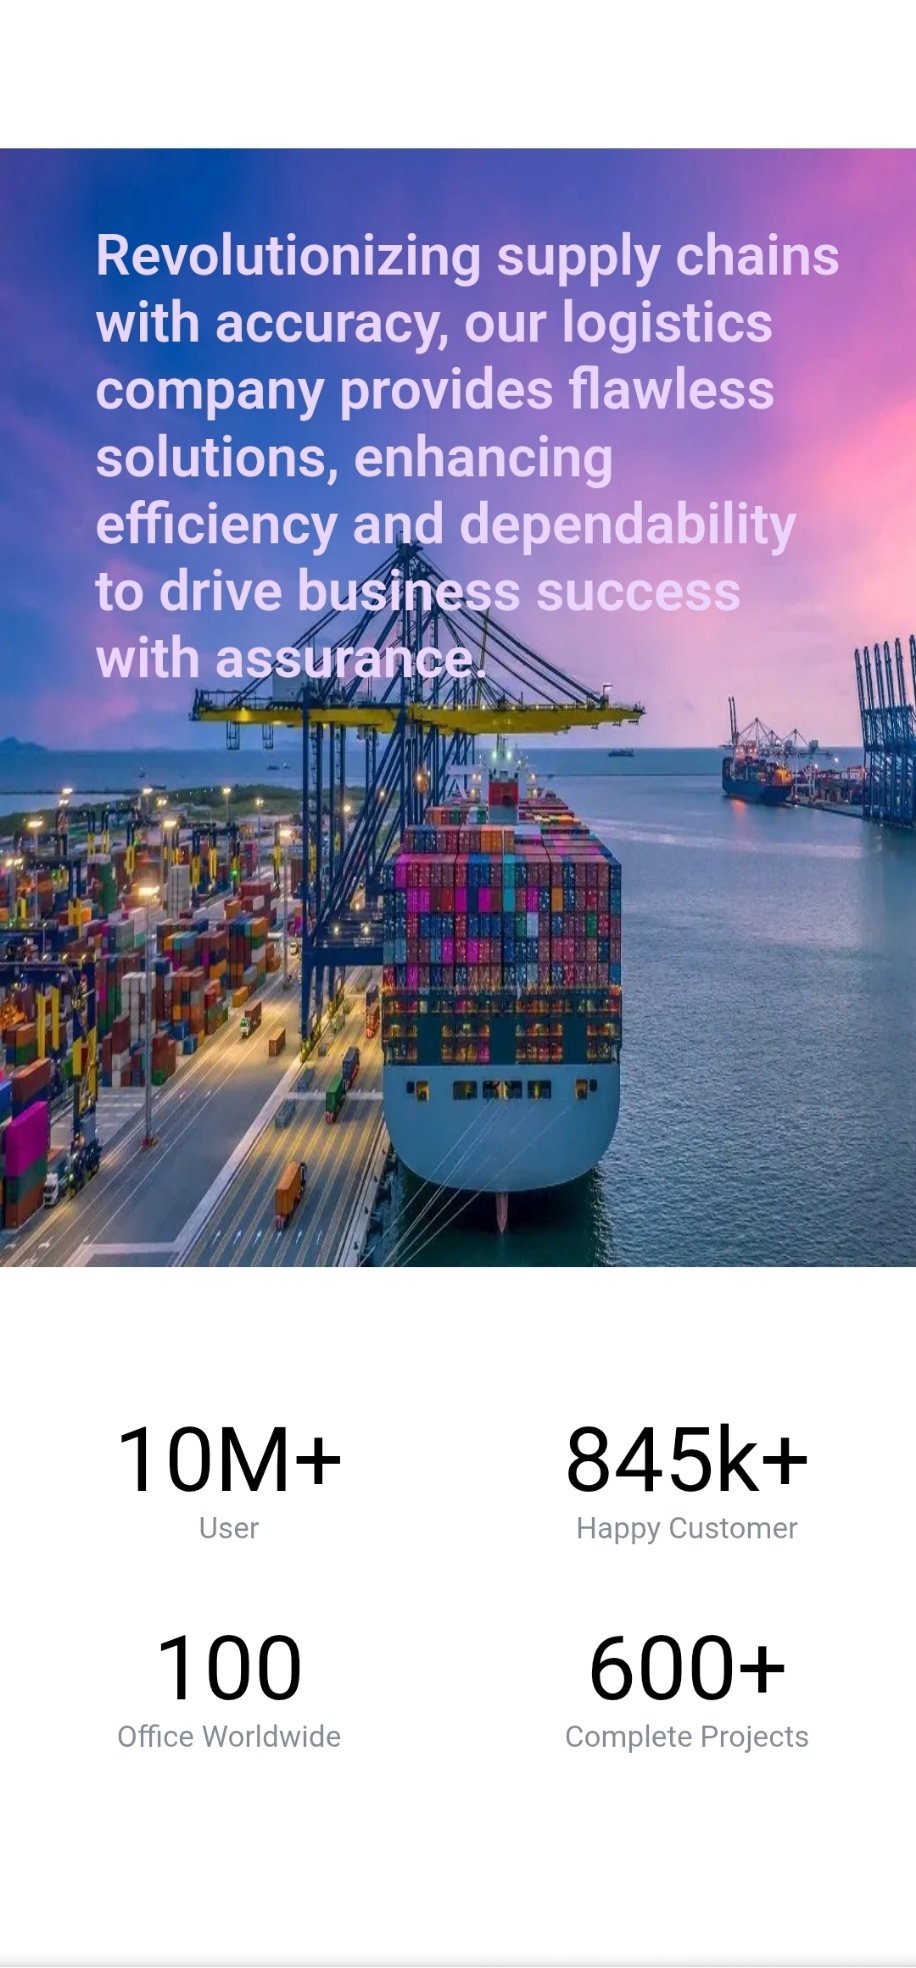 Revolutionizing supply chains
with accuracy, our logistics
company provides flawless
solutions, enhancing
efficiency and dependability
to drive business success
with assurance.
10M+
User
845k+
Happy Customer
100
Office Worldwide
600+
Complete Projects